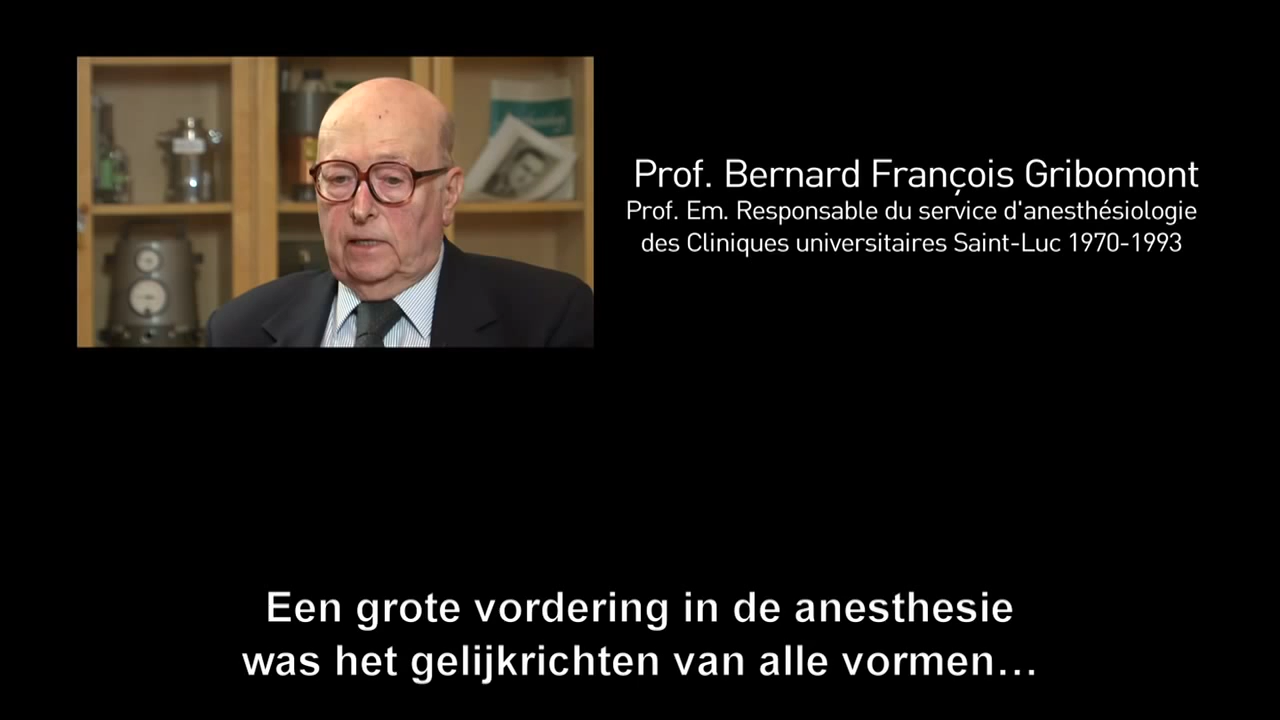 Prof. Bernard François Gribomont
Prof. Em. Responsable du service d'anesthésiologie
des Cliniques universitaires Saint-Luc 1970-1993
Een grote vordering in de anesthesie
was het gelijkrichten van alle vormen...